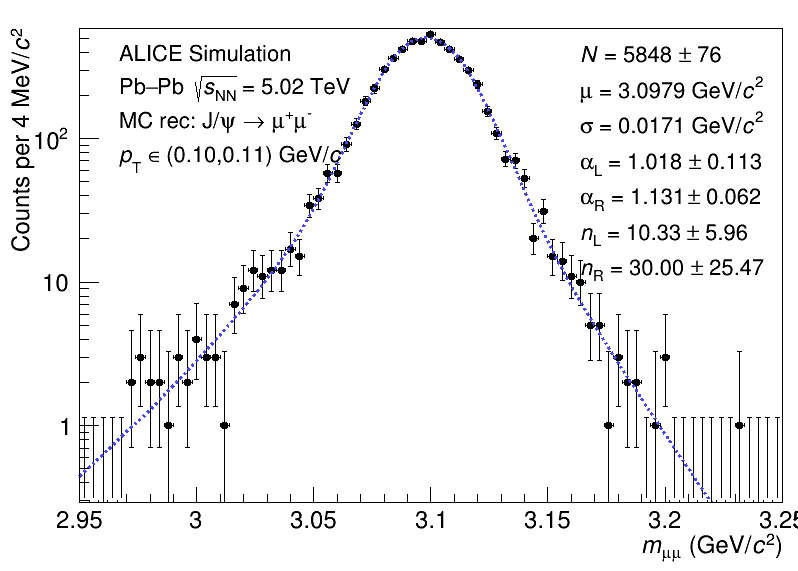 Counts per 4 MeV/c²
ALICE Simulation
Pb–Pb √sNN = 5.02 TeV
MC rec: J/ψ → μ⁺μ⁻
pT ∈ (0.10,0.11) GeV/c
N = 5848 ± 76
μ = 3.0979 GeV/c²
σ = 0.0171 GeV/c²
αL = 1.018 ± 0.113
αR = 1.131 ± 0.062
nL = 10.33 ± 5.96
nR = 30.00 ± 25.47
10²
10
1
2.95 3 3.05 3.1 3.15 3.2 3.25
mμμ (GeV/c²)